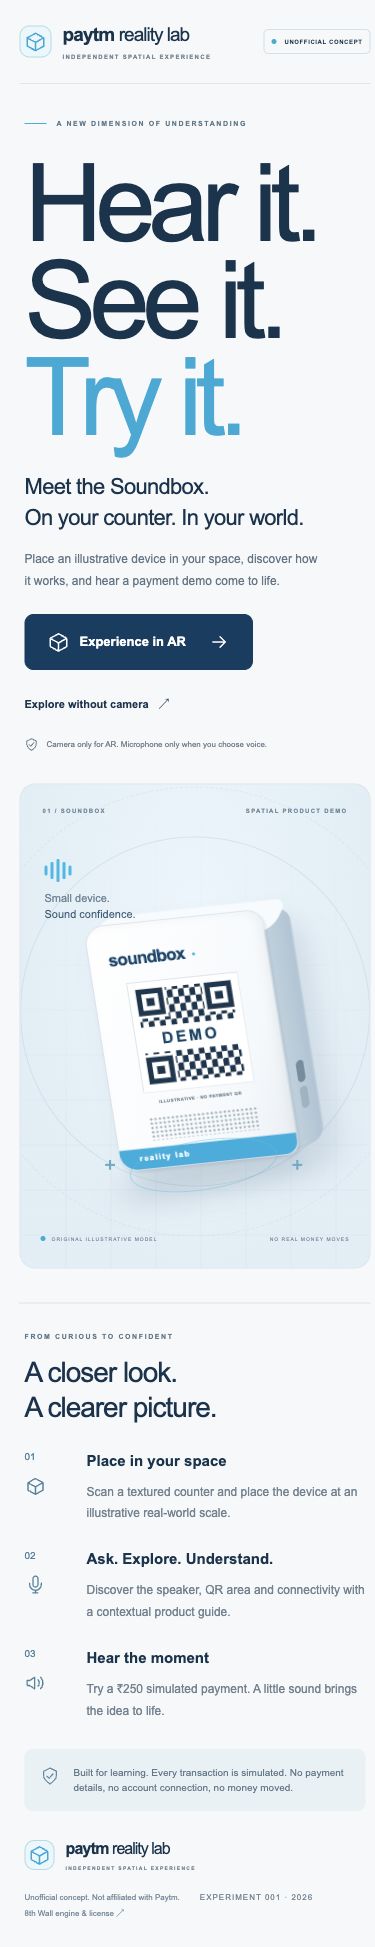 paytm reality lab
INDEPENDENT SPATIAL EXPERIENCE
UNOFFICIAL CONCEPT
A NEW DIMENSION OF UNDERSTANDING
Hear it.
See it.
Try it.
Meet the Soundbox.
On your counter. In your world.
Place an illustrative device in your space, discover how
it works, and hear a payment demo come to life.
Experience in AR →
Explore without camera ↗
Camera only for AR. Microphone only when you choose voice.
01 / SOUNDBOX
SPATIAL PRODUCT DEMO
Small device.
Sound confidence.
soundbox
DEMO
ILLUSTRATIVE · NO PAYMENT QR
reality lab
ORIGINAL ILLUSTRATIVE MODEL
NO REAL MONEY MOVES
FROM CURIOUS TO CONFIDENT
A closer look.
A clearer picture.
01
Place in your space
Scan a textured counter and place the device at an
illustrative real-world scale.
02
Ask. Explore. Understand.
Discover the speaker, QR area and connectivity with
a contextual product guide.
03
Hear the moment
Try a ₹250 simulated payment. A little sound brings
the idea to life.
Built for learning. Every transaction is simulated. No payment
details, no account connection, no money moved.
paytm reality lab
INDEPENDENT SPATIAL EXPERIENCE
Unofficial concept. Not affiliated with Paytm.
EXPERIMENT 001 · 2026
8th Wall engine & license ↗